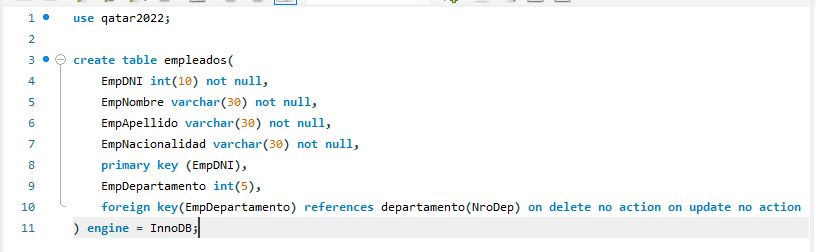 1 use qatar2022;
2
3 create table empleados(
4 EmpDNI int(10) not null,
5 EmpNombre varchar(30) not null,
6 EmpApellido varchar(30) not null,
7 EmpNacionalidad varchar(30) not null,
8 primary key (EmpDNI),
9 EmpDepartamento int(5),
10 foreign key(EmpDepartamento) references departamento(NroDep) on delete no action on update no action
11 ) engine = InnoDB;